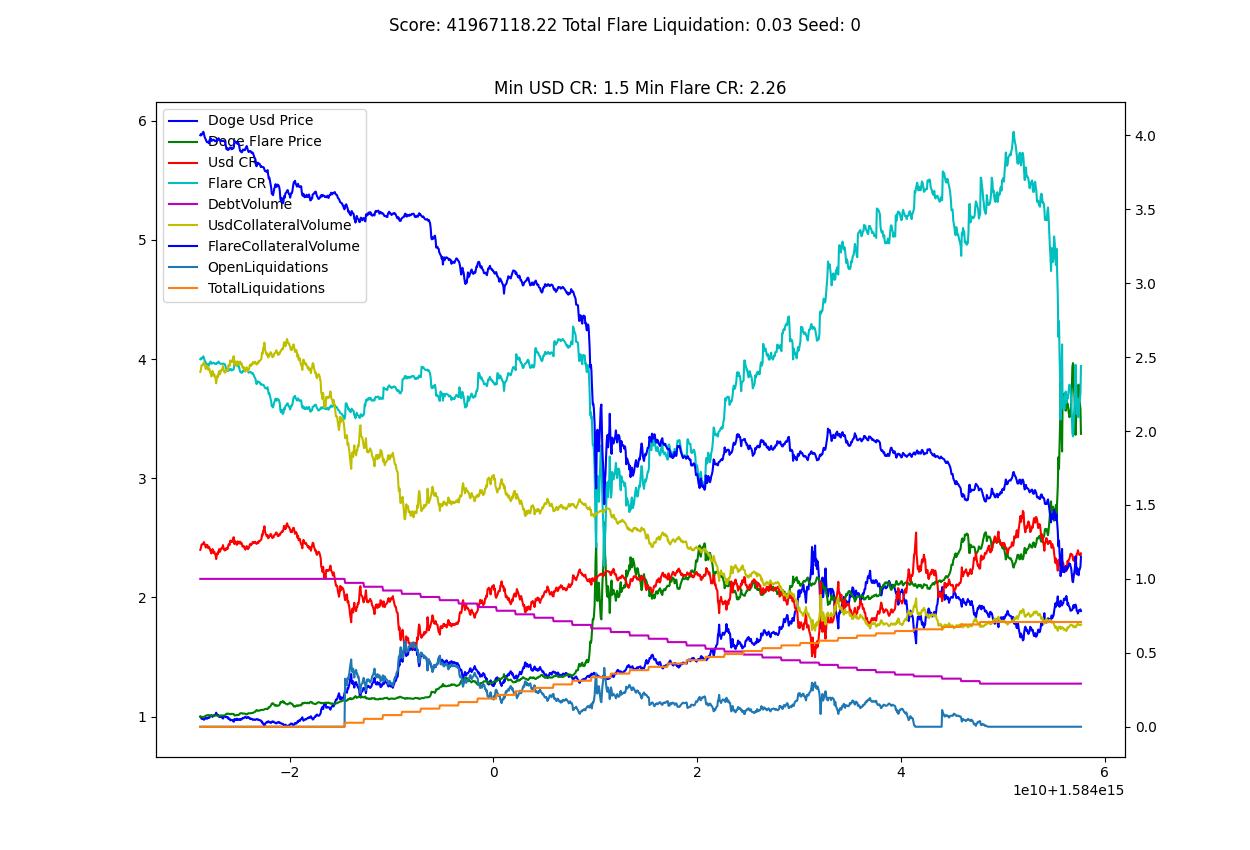 Score: 41967118.22 Total Flare Liquidation: 0.03 Seed: 0
Min USD CR: 1.5 Min Flare CR: 2.26
Doge Usd Price
Doge Flare Price
Usd CR
Flare CR
DebtVolume
UsdCollateralVolume
FlareCollateralVolume
OpenLiquidations
TotalLiquidations
6
5
4
3
2
1
4.0
3.5
3.0
2.5
2.0
1.5
1.0
0.5
0.0
−2
0
2
4
6
1e10+1.584e15